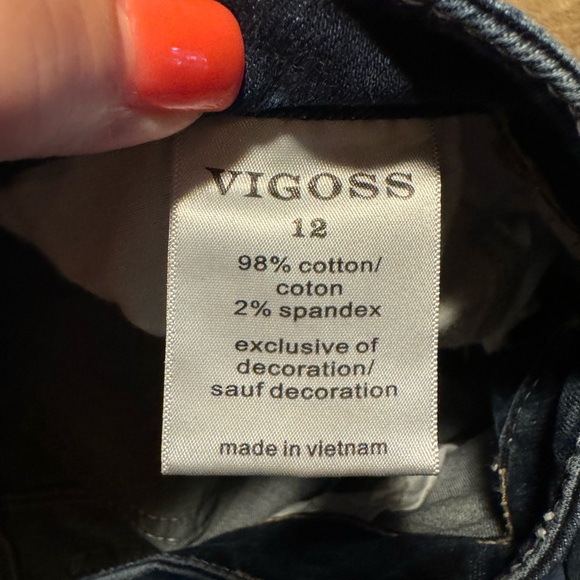 VIGOSS
12
98% cotton/
coton
2% spandex
exclusive of
decoration/
sauf decoration
made in vietnam